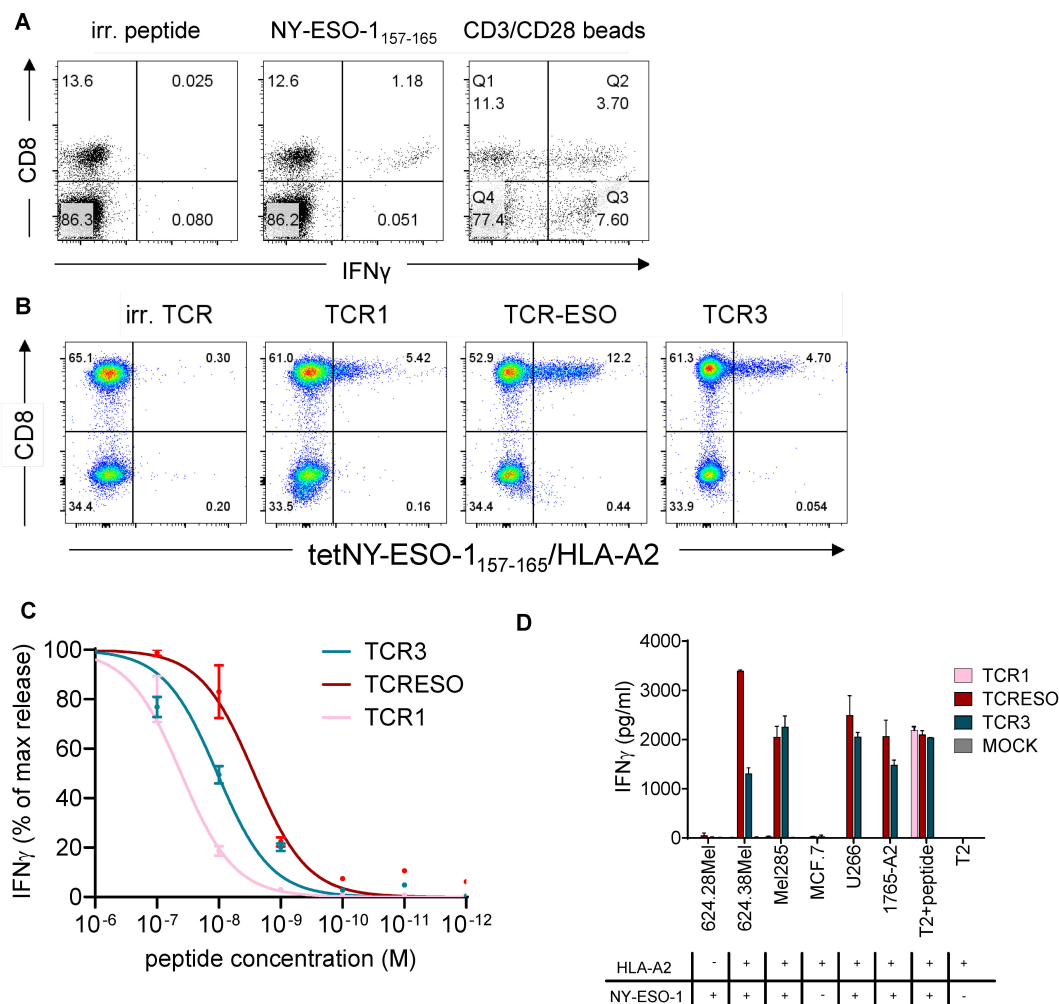 A
irr. peptide NY-ESO-1157-165 CD3/CD28 beads
13.6 0.025 12.6 1.18 Q1 Q2
11.3 3.70
CD8
Q4 Q3
86.3 0.080 86.2 0.051 77.4 7.60
IFNγ
B
irr. TCR TCR1 TCR-ESO TCR3
65.1 0.30 61.0 5.42 52.9 12.2 61.3 4.70
CD8
34.4 0.20 33.5 0.16 34.4 0.44 33.9 0.054
tetNY-ESO-1157-165/HLA-A2
C
100
80
60
40
20
0
IFNγ (% of max release)
TCR3
TCRESO
TCR1
10-6 10-7 10-8 10-9 10-10 10-11 10-12
peptide concentration (M)
D
4000
3000
2000
1000
0
IFNγ (pg/ml)
TCR1
TCRESO
TCR3
MOCK
624.28Mel 624.38Mel Mel285 MCF.7 U266 1765-A2 T2+peptide T2
HLA-A2 - + + + + + + +
NY-ESO-1 + + + - + + + -